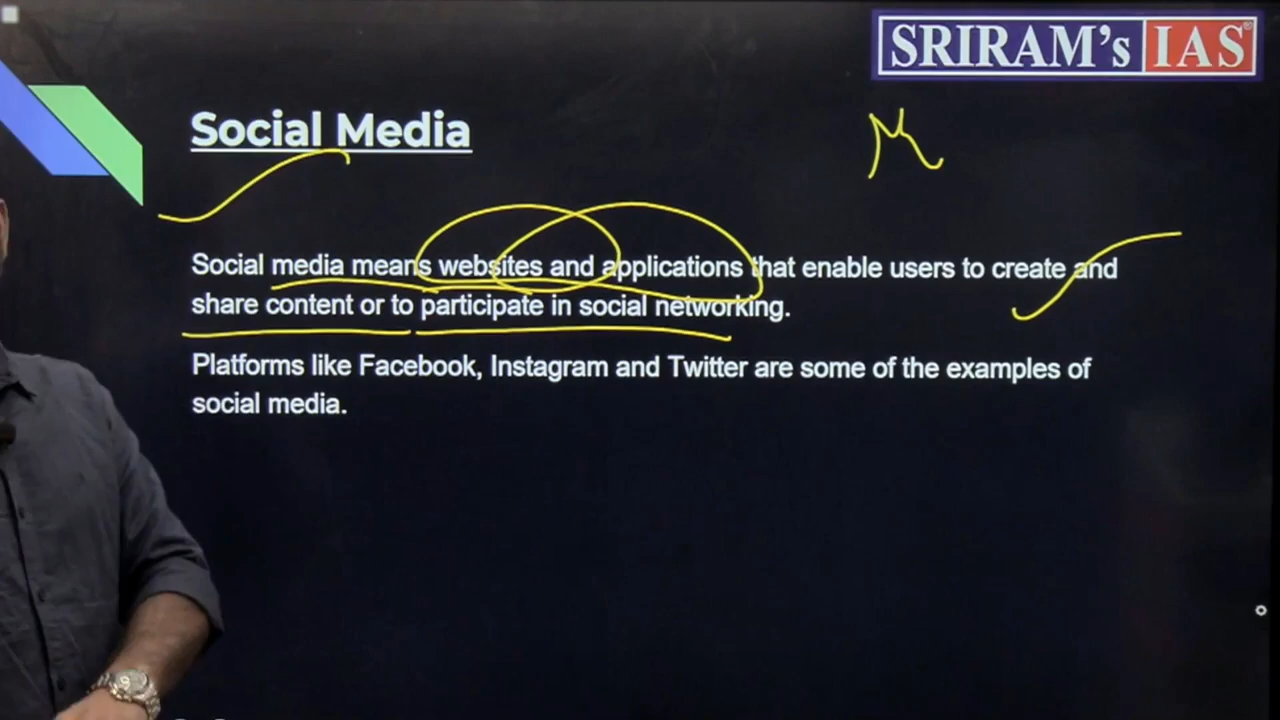 SRIRAM's IAS
Social Media
M
Social media means websites and applications that enable users to create and
share content or to participate in social networking.
Platforms like Facebook, Instagram and Twitter are some of the examples of
social media.